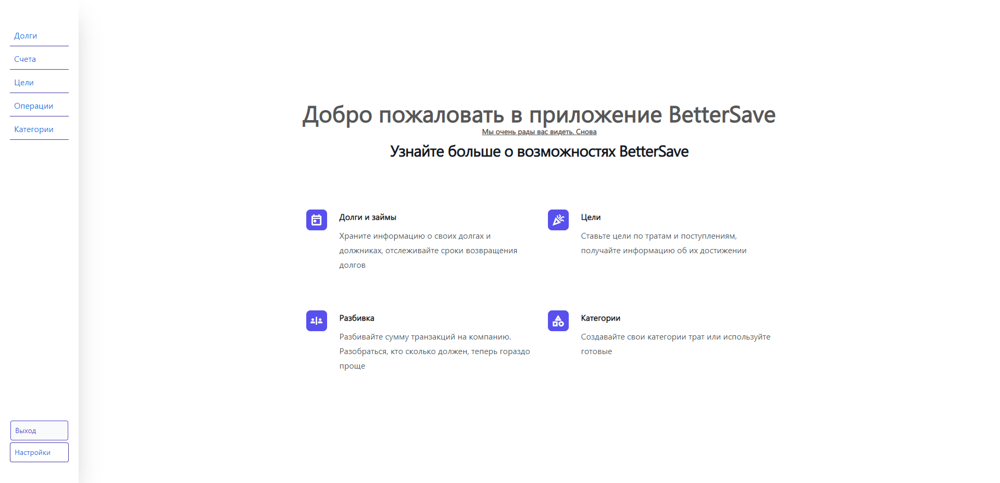 Долги
Счета
Цели
Операции
Категории
Выход
Настройки
Добро пожаловать в приложение BetterSave
Мы очень рады вас видеть. Снова
Узнайте больше о возможностях BetterSave
Долги и займы
Храните информацию о своих долгах и
должниках, отслеживайте сроки возвращения
долгов
Цели
Ставьте цели по тратам и поступлениям,
получайте информацию об их достижении
Разбивка
Разбивайте сумму транзакций на компанию.
Разобраться, кто сколько должен, теперь гораздо
проще
Категории
Создавайте свои категории трат или используйте
готовые